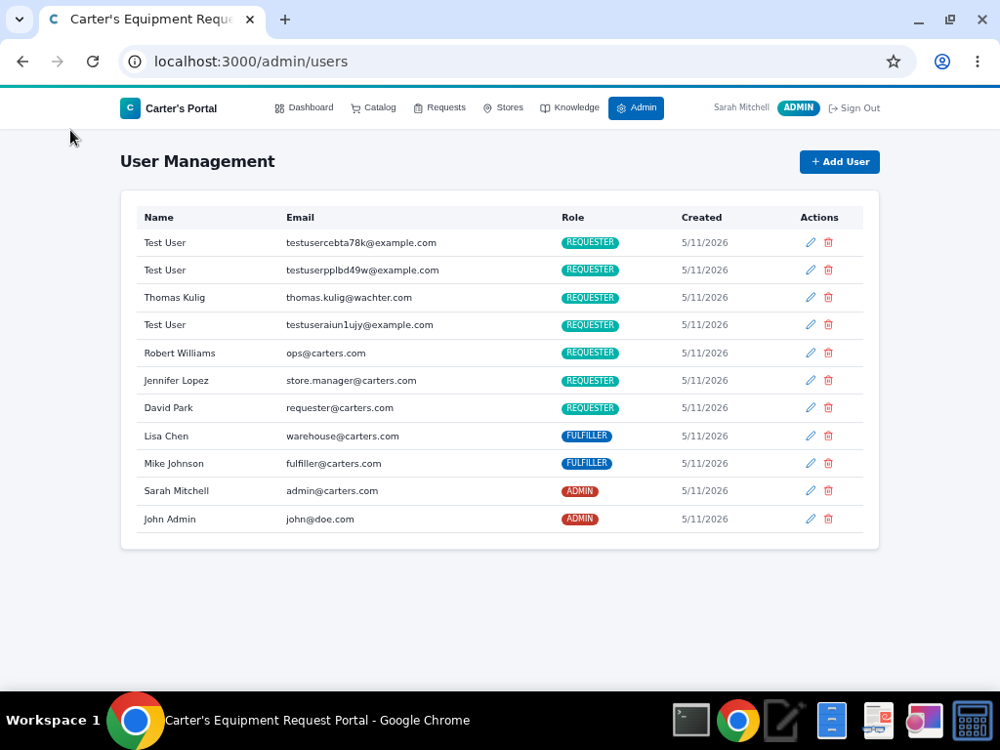 Carter's Equipment Reque
localhost:3000/admin/users
C Carter's Portal Dashboard Catalog Requests Stores Knowledge Admin Sarah Mitchell ADMIN Sign Out
User Management + Add User
Name Email Role Created Actions
Test User testusercebta78k@example.com REQUESTER 5/11/2026
Test User testuserpplbd49w@example.com REQUESTER 5/11/2026
Thomas Kulig thomas.kulig@wachter.com REQUESTER 5/11/2026
Test User testuseraiun1ujy@example.com REQUESTER 5/11/2026
Robert Williams ops@carters.com REQUESTER 5/11/2026
Jennifer Lopez store.manager@carters.com REQUESTER 5/11/2026
David Park requester@carters.com REQUESTER 5/11/2026
Lisa Chen warehouse@carters.com FULFILLER 5/11/2026
Mike Johnson fulfiller@carters.com FULFILLER 5/11/2026
Sarah Mitchell admin@carters.com ADMIN 5/11/2026
John Admin john@doe.com ADMIN 5/11/2026
Workspace 1 Carter's Equipment Request Portal - Google Chrome